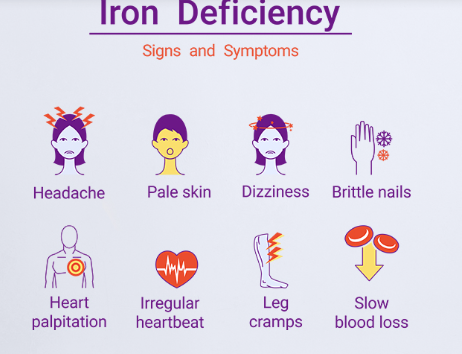 Iron Deficiency
Signs and Symptoms
Headache
Pale skin
Dizziness
Brittle nails
Heart
palpitation
Irregular
heartbeat
Leg
cramps
Slow
blood loss